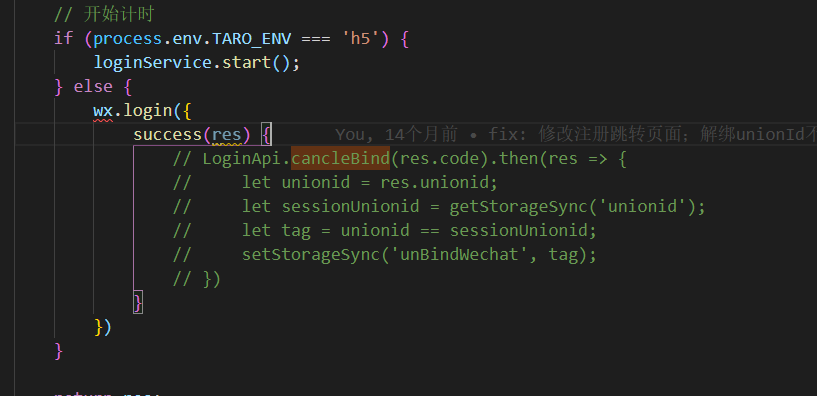 // 开始计时
if (process.env.TARO_ENV === 'h5') {
loginService.start();
} else {
wx.login({
success(res) { You, 14个月前 • fix: 修改注册跳转页面; 解绑unionId不
// LoginApi.cancleBind(res.code).then(res => {
// let unionid = res.unionid;
// let sessionUnionid = getStorageSync('unionid');
// let tag = unionid == sessionUnionid;
// setStorageSync('unBindWechat', tag);
// })
}
})
}